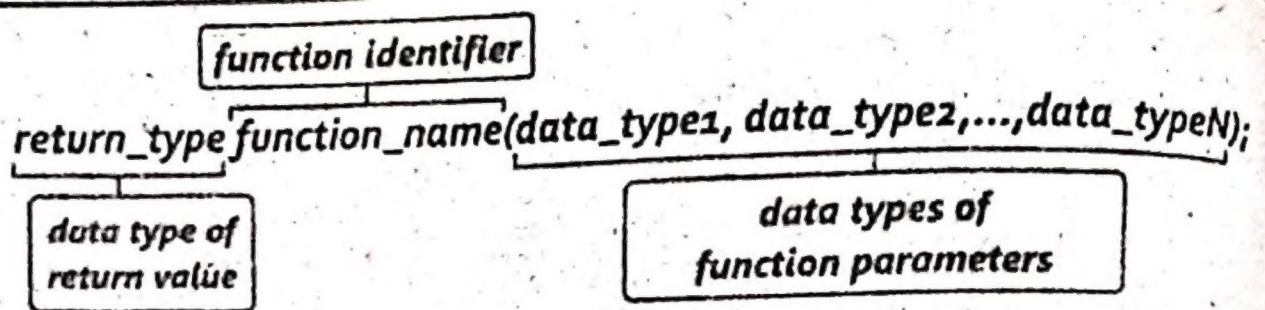 function identifier
return_type function_name(data_type1, data_type2,...,data_typeN);
data type of
return value
data types of
function parameters